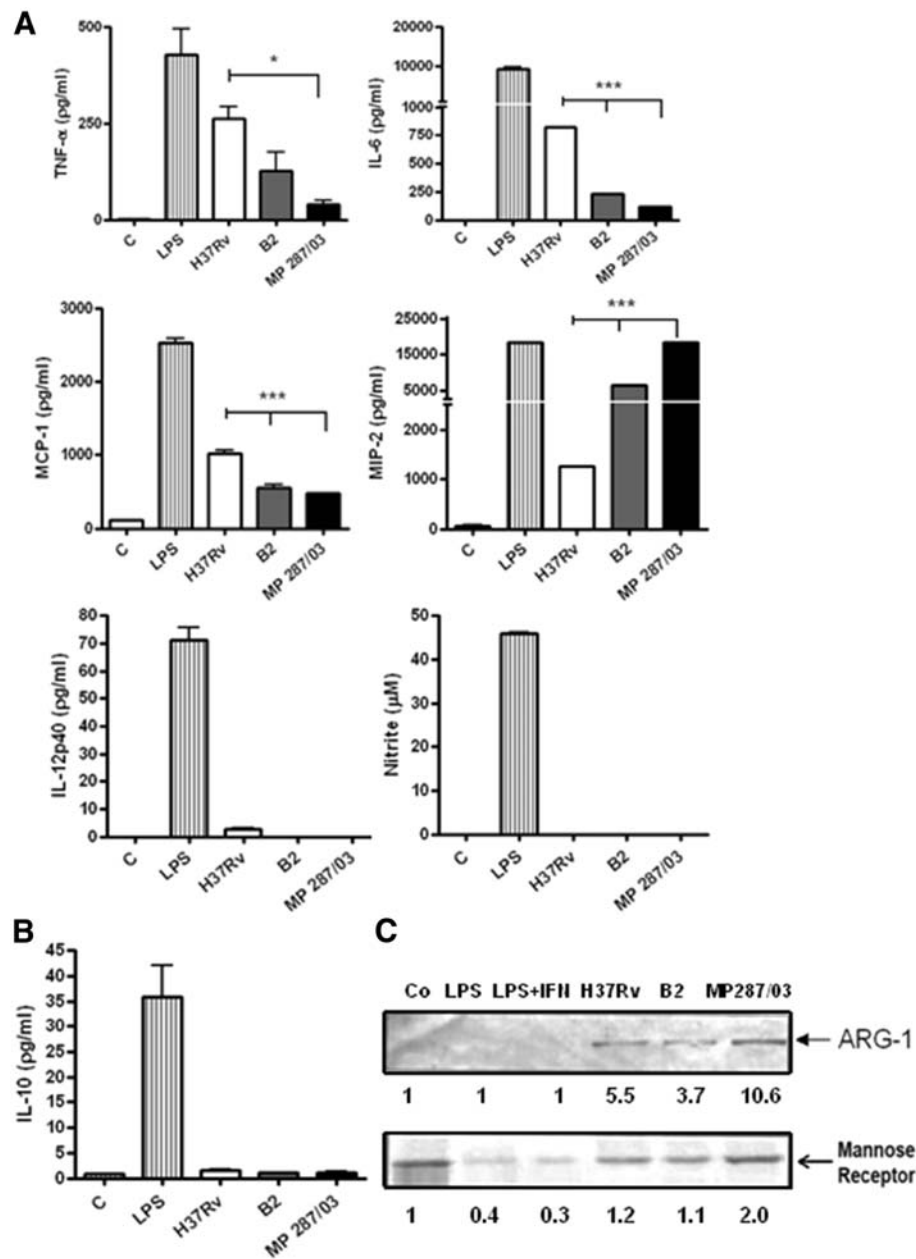 A
TNF-α (pg/ml)
500
250
0
*
C
LPS
H37Rv
B2
MP 287/03
IL-6 (pg/ml)
20000
10000
1000
750
500
250
0
***
C
LPS
H37Rv
B2
MP 287/03
MCP-1 (pg/ml)
3000
2000
1000
0
***
C
LPS
H37Rv
B2
MP 287/03
MIP-2 (pg/ml)
25000
15000
5000
2000
1000
0
***
C
LPS
H37Rv
B2
MP 287/03
IL-12p40 (pg/ml)
80
70
60
50
40
30
20
10
0
C
LPS
H37Rv
B2
MP 287/03
Nitrite (µM)
50
40
30
20
10
0
C
LPS
H37Rv
B2
MP 287/03
B
IL-10 (pg/ml)
45
40
35
30
25
20
15
10
5
0
C
LPS
H37Rv
B2
MP 287/03
C
Co LPS LPS+IFN H37Rv B2 MP287/03
ARG-1
1 1 1 5.5 3.7 10.6
Mannose
Receptor
1 0.4 0.3 1.2 1.1 2.0